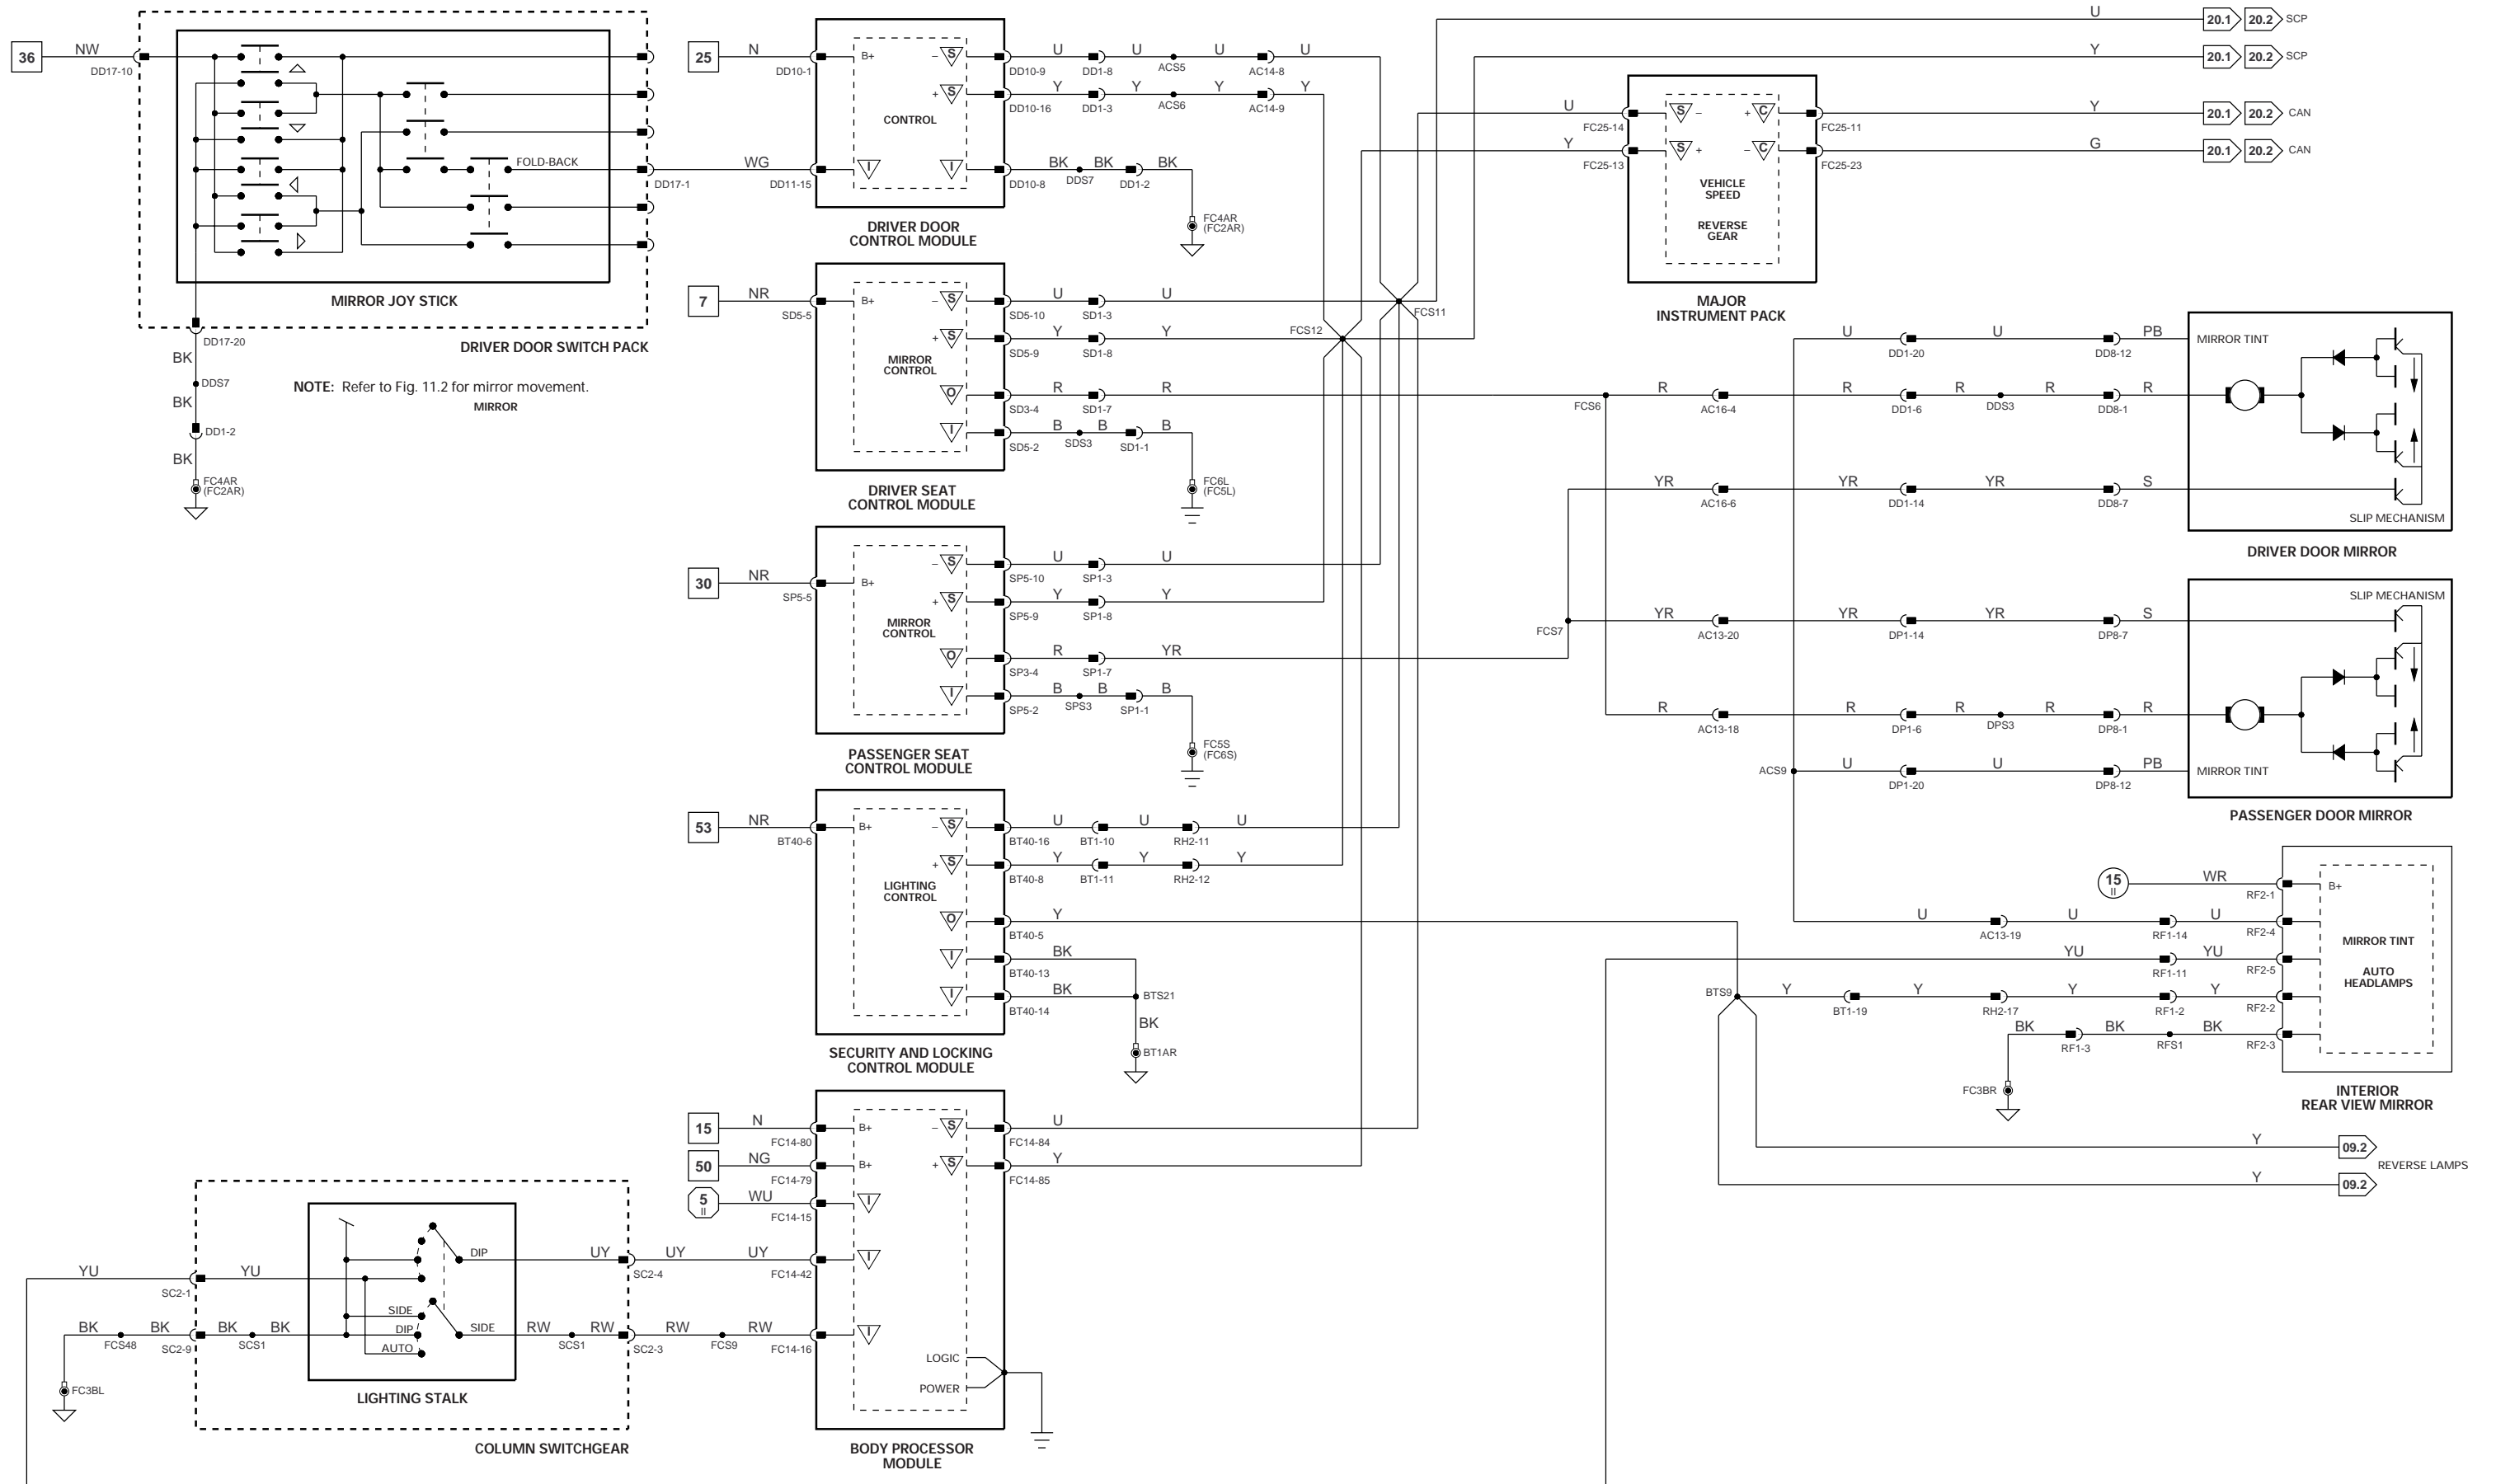 36
NW
DD17-10
FOLD-BACK
DD17-1
MIRROR JOY STICK
DRIVER DOOR SWITCH PACK
DD17-20
BK
DDS7
BK
DD1-2
BK
FC4AR
(FC2AR)
NOTE: Refer to Fig. 11.2 for mirror movement.
MIRROR
25
N
DD10-1
B+
CONTROL
WG
DD11-15
I
– S
DD10-9
U
DD1-8
U
ACS5
U
AC14-8
U
+ S
DD10-16
Y
DD1-3
Y
ACS6
Y
AC14-9
Y
I
DD10-8
BK
DDS7
BK
DD1-2
BK
FC4AR
(FC2AR)
DRIVER DOOR
CONTROL MODULE
7
NR
SD5-5
B+
MIRROR
CONTROL
– S
SD5-10
U
SD1-3
U
+ S
SD5-9
Y
SD1-8
Y
O
SD3-4
R
SD1-7
R
I
SD5-2
B
SDS3
B
SD1-1
B
FC6L
(FC5L)
DRIVER SEAT
CONTROL MODULE
30
NR
SP5-5
B+
MIRROR
CONTROL
– S
SP5-10
U
SP1-3
U
+ S
SP5-9
Y
SP1-8
Y
O
SP3-4
R
SP1-7
YR
I
SP5-2
B
SPS3
B
SP1-1
B
FC5S
(FC6S)
PASSENGER SEAT
CONTROL MODULE
53
NR
BT40-6
B+
LIGHTING
CONTROL
– S
BT40-16
U
BT1-10
U
RH2-11
U
+ S
BT40-8
Y
BT1-11
Y
RH2-12
Y
O
BT40-5
Y
I
BT40-13
BK
I
BT40-14
BK
BTS21
BK
BT1AR
SECURITY AND LOCKING
CONTROL MODULE
15
N
FC14-80
B+
50
NG
FC14-79
B+
5
II
WU
FC14-15
I
UY
FC14-42
I
RW
FC14-16
I
– S
FC14-84
U
+ S
FC14-85
Y
LOGIC
POWER
BODY PROCESSOR
MODULE
YU
SC2-1
YU
BK
FCS48
BK
SC2-9
BK
SCS1
BK
FC3BL
DIP
SIDE
DIP
AUTO
SIDE
UY
SC2-4
UY
RW
SCS1
RW
SC2-3
RW
FCS9
LIGHTING STALK
COLUMN SWITCHGEAR
FCS11
FCS12
U
20.1
20.2
SCP
Y
20.1
20.2
SCP
U
FC25-14
S –
Y
FC25-13
S +
+ C
FC25-11
Y
20.1
20.2
CAN
– C
FC25-23
G
20.1
20.2
CAN
VEHICLE
SPEED
REVERSE
GEAR
MAJOR
INSTRUMENT PACK
U
DD1-20
U
DD8-12
PB
MIRROR TINT
FCS6
R
AC16-4
R
DD1-6
R
DDS3
R
DD8-1
R
YR
AC16-6
YR
DD1-14
YR
DD8-7
S
SLIP MECHANISM
DRIVER DOOR MIRROR
SLIP MECHANISM
FCS7
YR
AC13-20
YR
DP1-14
YR
DP8-7
S
R
AC13-18
R
DP1-6
R
DPS3
R
DP8-1
R
ACS9
U
DP1-20
U
DP8-12
PB
MIRROR TINT
PASSENGER DOOR MIRROR
15
II
WR
RF2-1
B+
U
AC13-19
U
RF1-14
U
RF2-4
YU
RF1-11
YU
RF2-5
BTS9
Y
BT1-19
Y
RH2-17
Y
RF1-2
Y
RF2-2
BK
RF1-3
BK
RFS1
BK
RF2-3
FC3BR
MIRROR TINT
AUTO
HEADLAMPS
INTERIOR
REAR VIEW MIRROR
Y
09.2
REVERSE LAMPS
Y
09.2